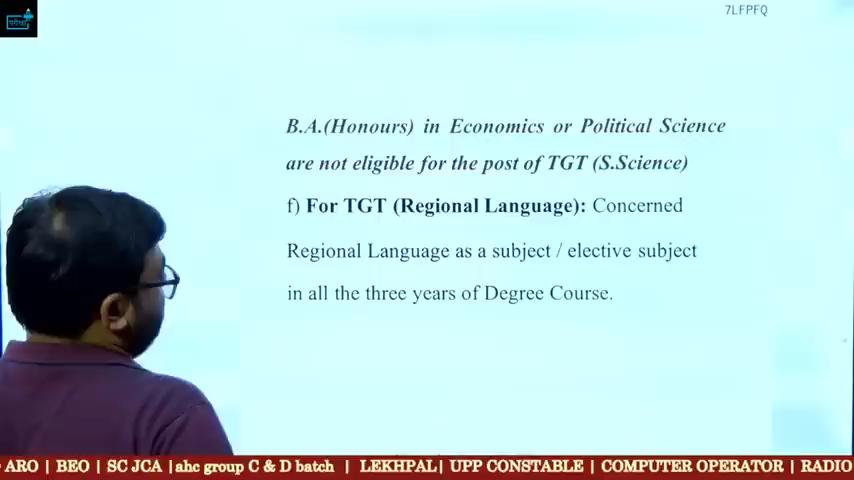 7LFPFQ
परीक्षा
B.A.(Honours) in Economics or Political Science
are not eligible for the post of TGT (S.Science)
f) For TGT (Regional Language): Concerned
Regional Language as a subject / elective subject
in all the three years of Degree Course.
ARO | BEO | SC JCA |ahc group C & D batch | LEKHPAL| UPP CONSTABLE | COMPUTER OPERATOR | RADIO